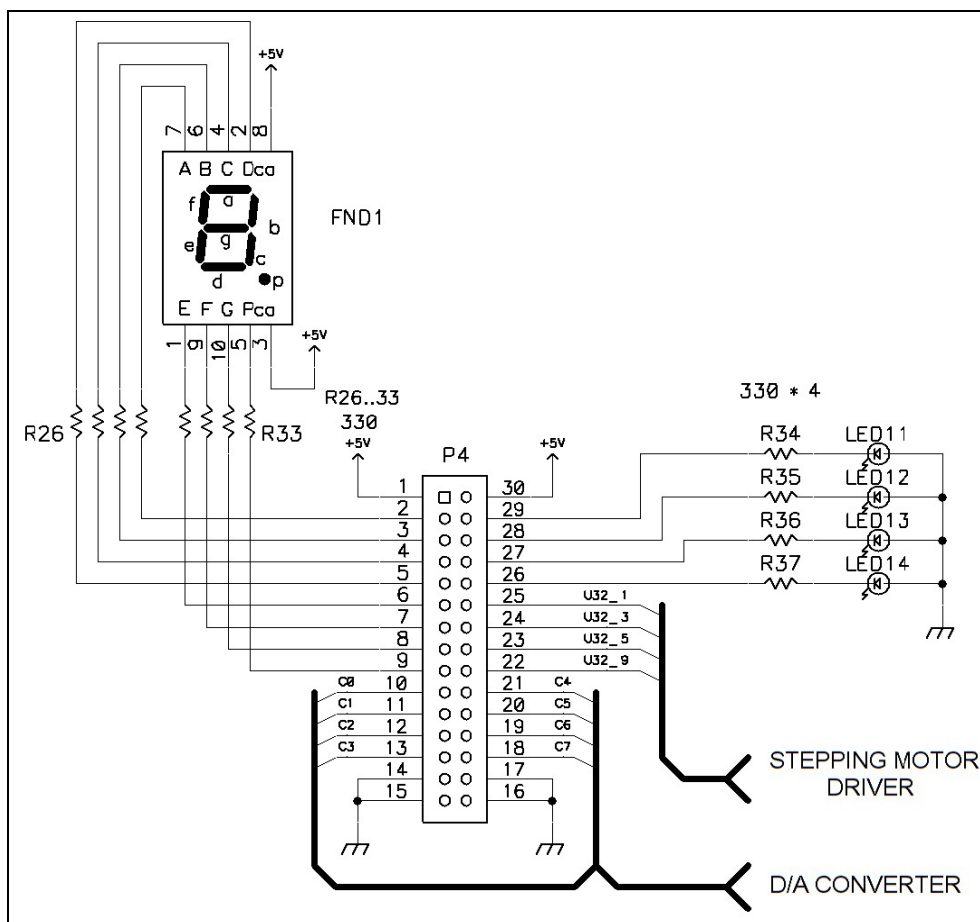 +5V
7 6 4 2 8
A B C D ca
f a b
g
e c
d p
E F G P ca
FND1
1 9 10 5 3
+5V
R26 R33
R26..33
330
+5V
P4
+5V
330 * 4
R34 LED11
R35 LED12
R36 LED13
R37 LED14
1 30
2 29
3 28
4 27
5 26
6 25 U32_1
7 24 U32_3
8 23 U32_5
9 22 U32_9
C0 10 21 C4
C1 11 20 C5
C2 12 19 C6
C3 13 18 C7
14 17
15 16
STEPPING MOTOR
DRIVER
D/A CONVERTER